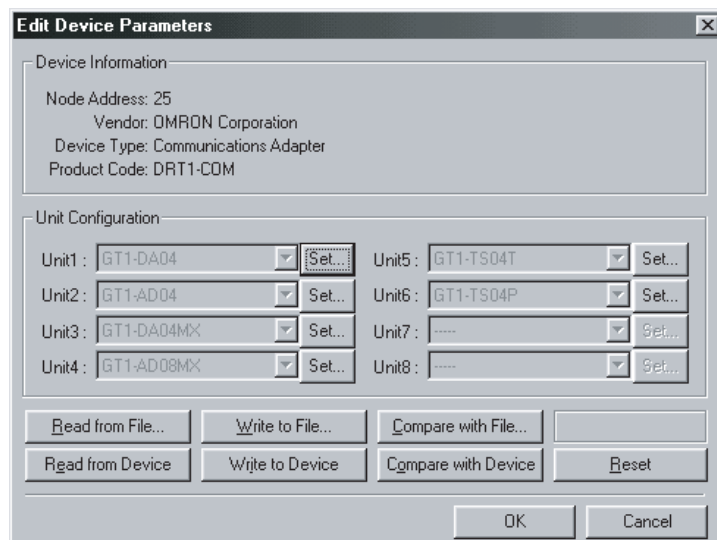 Edit Device Parameters
Device Information
Node Address: 25
Vendor: OMRON Corporation
Device Type: Communications Adapter
Product Code: DRT1-COM
Unit Configuration
Unit1 : GT1-DA04 Set... Unit5 : GT1-TS04T Set...
Unit2 : GT1-AD04 Set... Unit6 : GT1-TS04P Set...
Unit3 : GT1-DA04MX Set... Unit7 : ----- Set...
Unit4 : GT1-AD08MX Set... Unit8 : ----- Set...
Read from File... Write to File... Compare with File...
Read from Device Write to Device Compare with Device Reset
OK Cancel